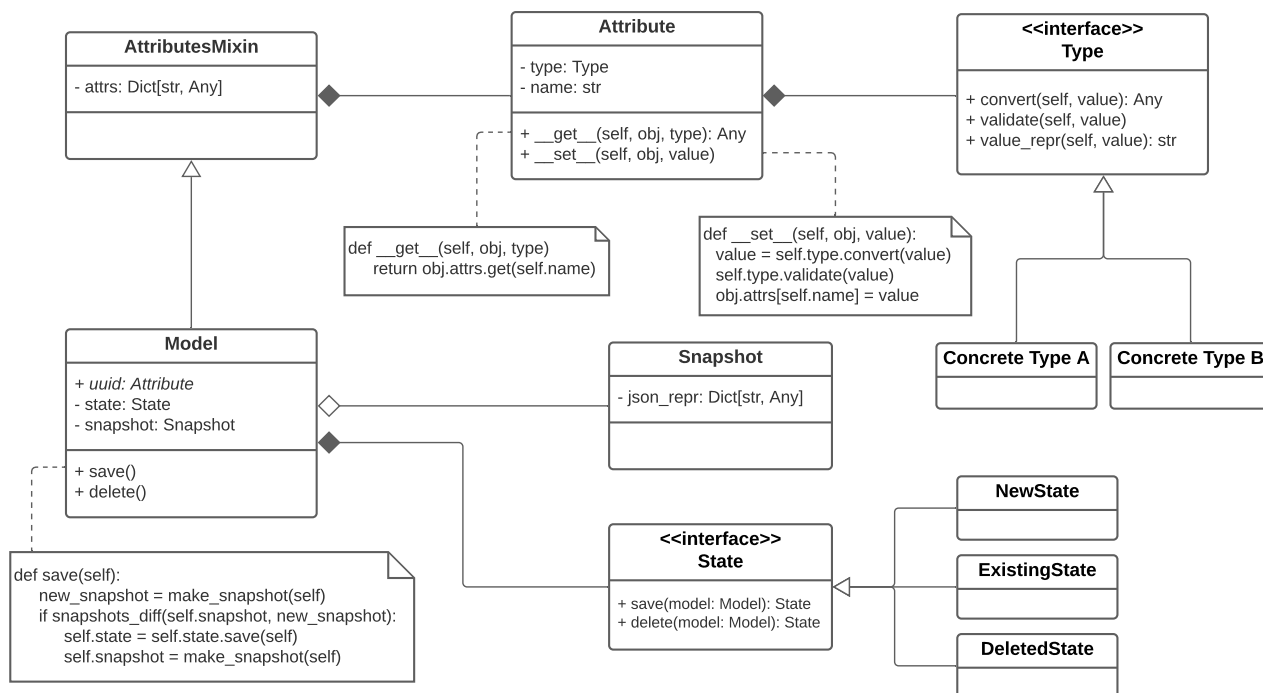 AttributesMixin
- attrs: Dict[str, Any]
Attribute
- type: Type
- name: str
+ __get__(self, obj, type): Any
+ __set__(self, obj, value)
<<interface>>
Type
+ convert(self, value): Any
+ validate(self, value)
+ value_repr(self, value): str
def __get__(self, obj, type)
return obj.attrs.get(self.name)
def __set__(self, obj, value):
value = self.type.convert(value)
self.type.validate(value)
obj.attrs[self.name] = value
Concrete Type A
Concrete Type B
Model
+ uuid: Attribute
- state: State
- snapshot: Snapshot
+ save()
+ delete()
Snapshot
- json_repr: Dict[str, Any]
def save(self):
new_snapshot = make_snapshot(self)
if snapshots_diff(self.snapshot, new_snapshot):
self.state = self.state.save(self)
self.snapshot = make_snapshot(self)
<<interface>>
State
+ save(model: Model): State
+ delete(model: Model): State
NewState
ExistingState
DeletedState